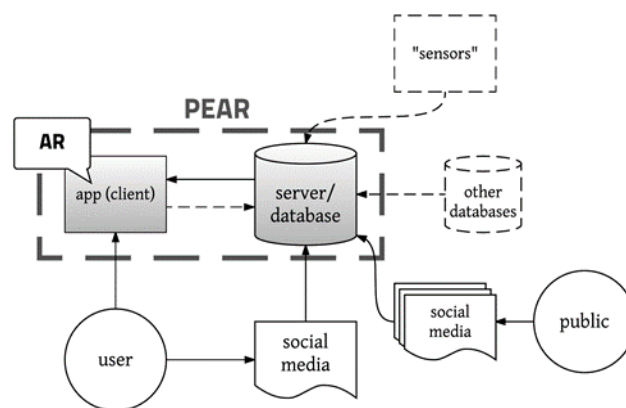 "sensors"
PEAR
AR
app (client)
server/
database
other
databases
social
media
public
user
social
media